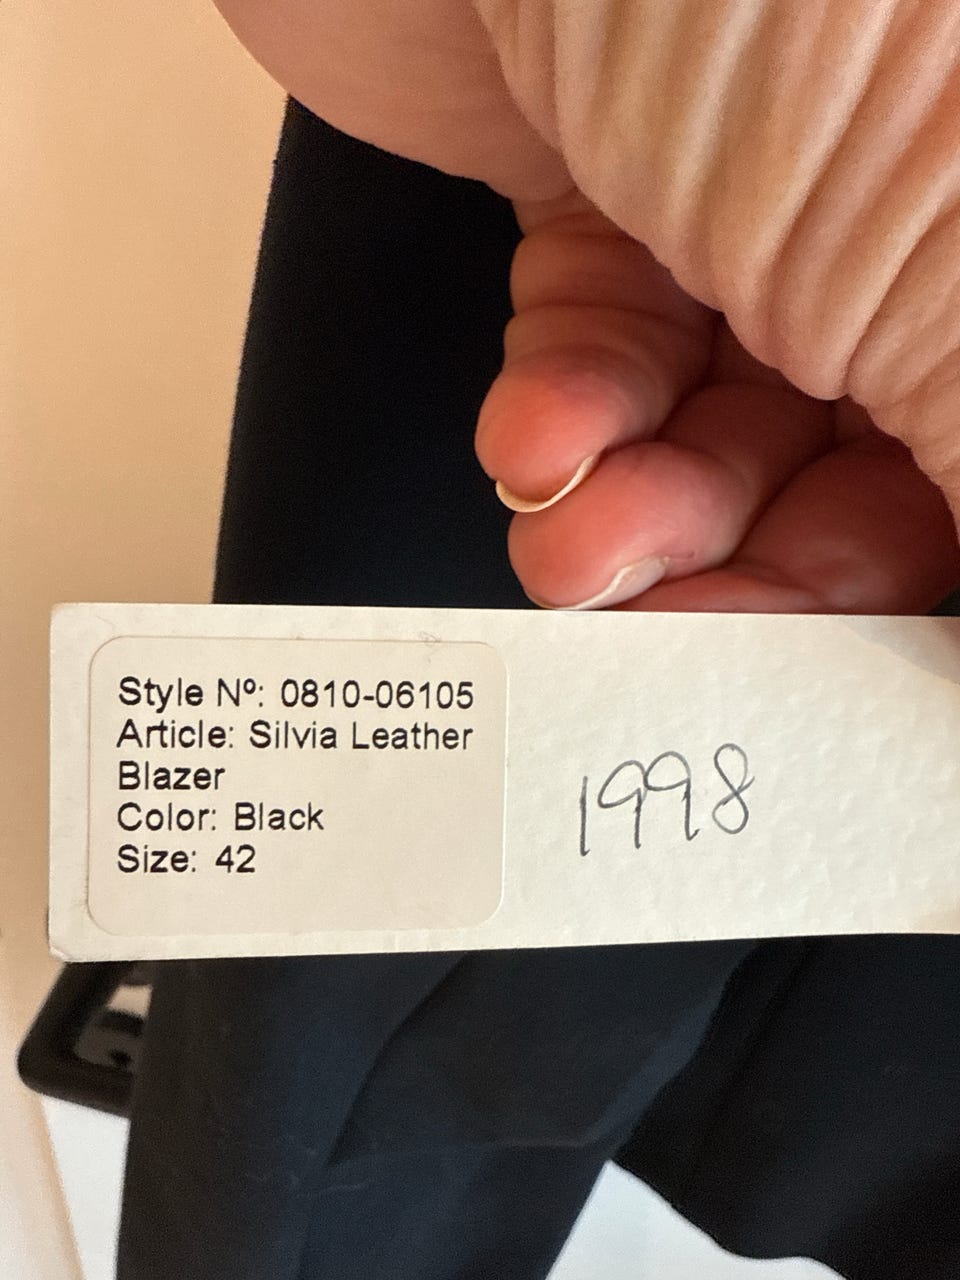 Style Nº: 0810-06105
Article: Silvia Leather
Blazer
Color: Black
Size: 42
1998